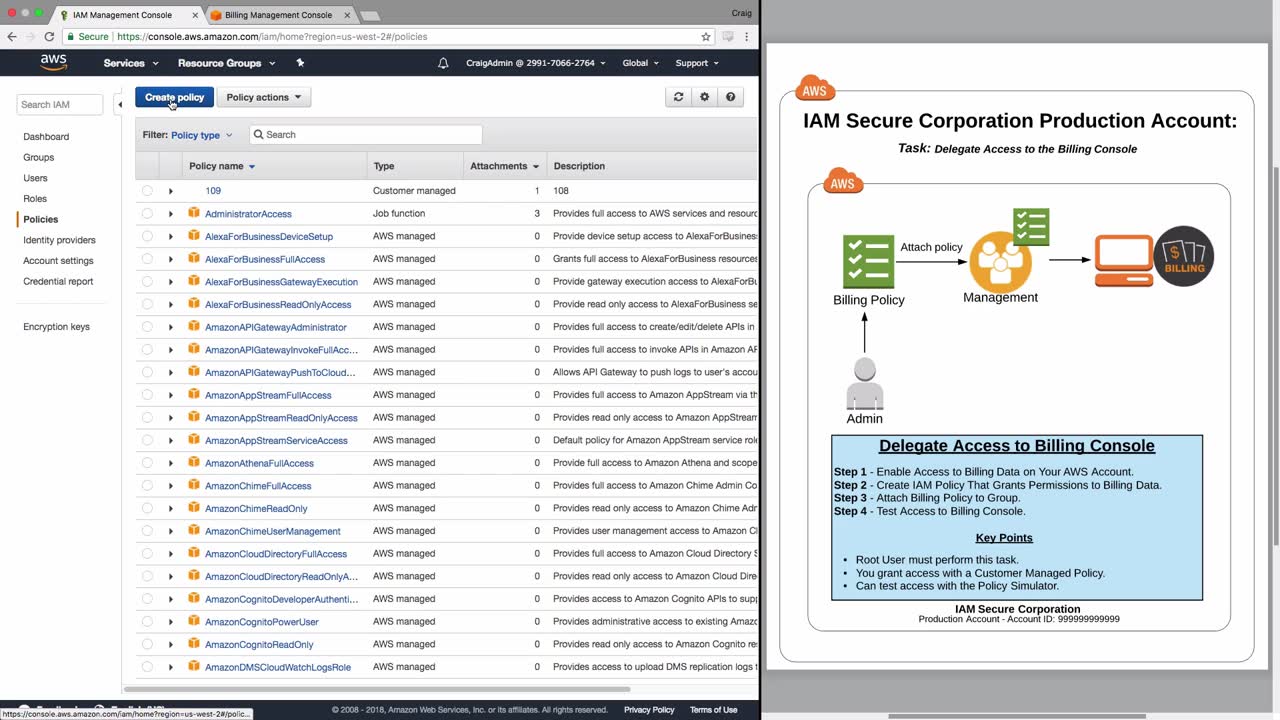 IAM Management Console
Billing Management Console
Craig
Secure | https://console.aws.amazon.com/iam/home?region=us-west-2#/policies
aws
Services
Resource Groups
CraigAdmin @ 2991-7066-2764
Global
Support
Search IAM
Dashboard
Groups
Users
Roles
Policies
Identity providers
Account settings
Credential report
Encryption keys
Create policy
Policy actions
Filter: Policy type
Search
Policy name Type Attachments Description
109 Customer managed 1 108
AdministratorAccess Job function 3 Provides full access to AWS services and resourc
AlexaForBusinessDeviceSetup AWS managed 0 Provide device setup access to AlexaForBusines
AlexaForBusinessFullAccess AWS managed 0 Grants full access to AlexaForBusiness resources
AlexaForBusinessGatewayExecution AWS managed 0 Provide gateway execution access to AlexaForBus
AlexaForBusinessReadOnlyAccess AWS managed 0 Provide read only access to AlexaForBusiness se
AmazonAPIGatewayAdministrator AWS managed 0 Provides full access to create/edit/delete APIs in
AmazonAPIGatewayInvokeFullAcc... AWS managed 0 Provides full access to invoke APIs in Amazon AP
AmazonAPIGatewayPushToCloud... AWS managed 0 Allows API Gateway to push logs to user's accou
AmazonAppStreamFullAccess AWS managed 0 Provides full access to Amazon AppStream via th
AmazonAppStreamReadOnlyAccess AWS managed 0 Provides read only access to Amazon AppStream
AmazonAppStreamServiceAccess AWS managed 0 Default policy for Amazon AppStream service role
AmazonAthenaFullAccess AWS managed 0 Provide full access to Amazon Athena and scope
AmazonChimeFullAccess AWS managed 0 Provides full access to Amazon Chime Admin Co
AmazonChimeReadOnly AWS managed 0 Provides read only access to Amazon Chime Adr
AmazonChimeUserManagement AWS managed 0 Provides user management access to Amazon C
AmazonCloudDirectoryFullAccess AWS managed 0 Provides full access to Amazon Cloud Directory S
AmazonCloudDirectoryReadOnlyA... AWS managed 0 Provides read only access to Amazon Cloud Dire
AmazonCognitoDeveloperAuthenti... AWS managed 0 Provides access to Amazon Cognito APIs to supp
AmazonCognitoPowerUser AWS managed 0 Provides administrative access to existing Amazo
AmazonCognitoReadOnly AWS managed 0 Provides read only access to Amazon Cognito re
AmazonDMSCloudWatchLogsRole AWS managed 0 Provides access to upload DMS replication logs t
https://console.aws.amazon.com/iam/home?region=us-west-2#/polic...
© 2008 - 2018, Amazon Web Services, Inc. or its affiliates. All rights reserved.
Privacy Policy
Terms of Use
AWS
IAM Secure Corporation Production Account:
Task: Delegate Access to the Billing Console
AWS
Attach policy
$
BILLING
Billing Policy
Management
Admin
Delegate Access to Billing Console
Step 1 - Enable Access to Billing Data on Your AWS Account.
Step 2 - Create IAM Policy That Grants Permissions to Billing Data.
Step 3 - Attach Billing Policy to Group.
Step 4 - Test Access to Billing Console.
Key Points
• Root User must perform this task.
• You grant access with a Customer Managed Policy.
• Can test access with the Policy Simulator.
IAM Secure Corporation
Production Account - Account ID: 999999999999